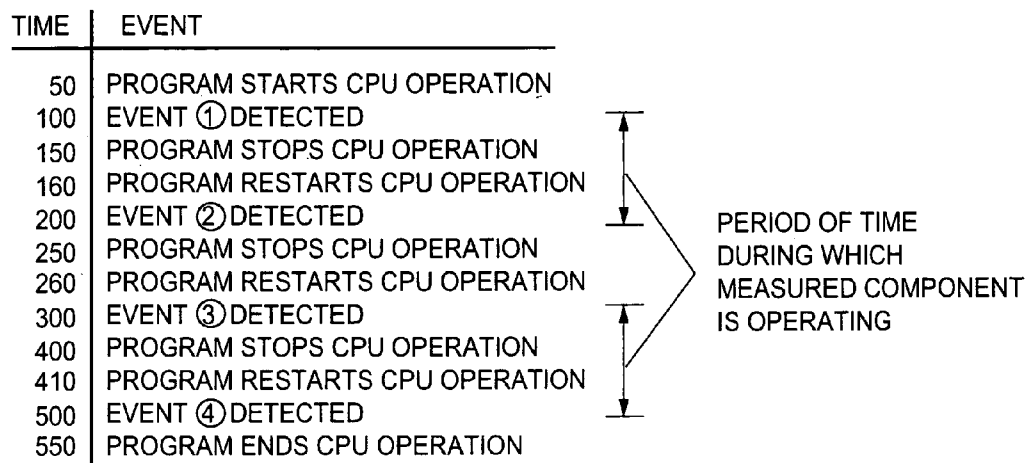 TIME EVENT
50 PROGRAM STARTS CPU OPERATION
100 EVENT ① DETECTED
150 PROGRAM STOPS CPU OPERATION
160 PROGRAM RESTARTS CPU OPERATION
200 EVENT ② DETECTED
250 PROGRAM STOPS CPU OPERATION
260 PROGRAM RESTARTS CPU OPERATION
300 EVENT ③ DETECTED
400 PROGRAM STOPS CPU OPERATION
410 PROGRAM RESTARTS CPU OPERATION
500 EVENT ④ DETECTED
550 PROGRAM ENDS CPU OPERATION
PERIOD OF TIME
DURING WHICH
MEASURED COMPONENT
IS OPERATING